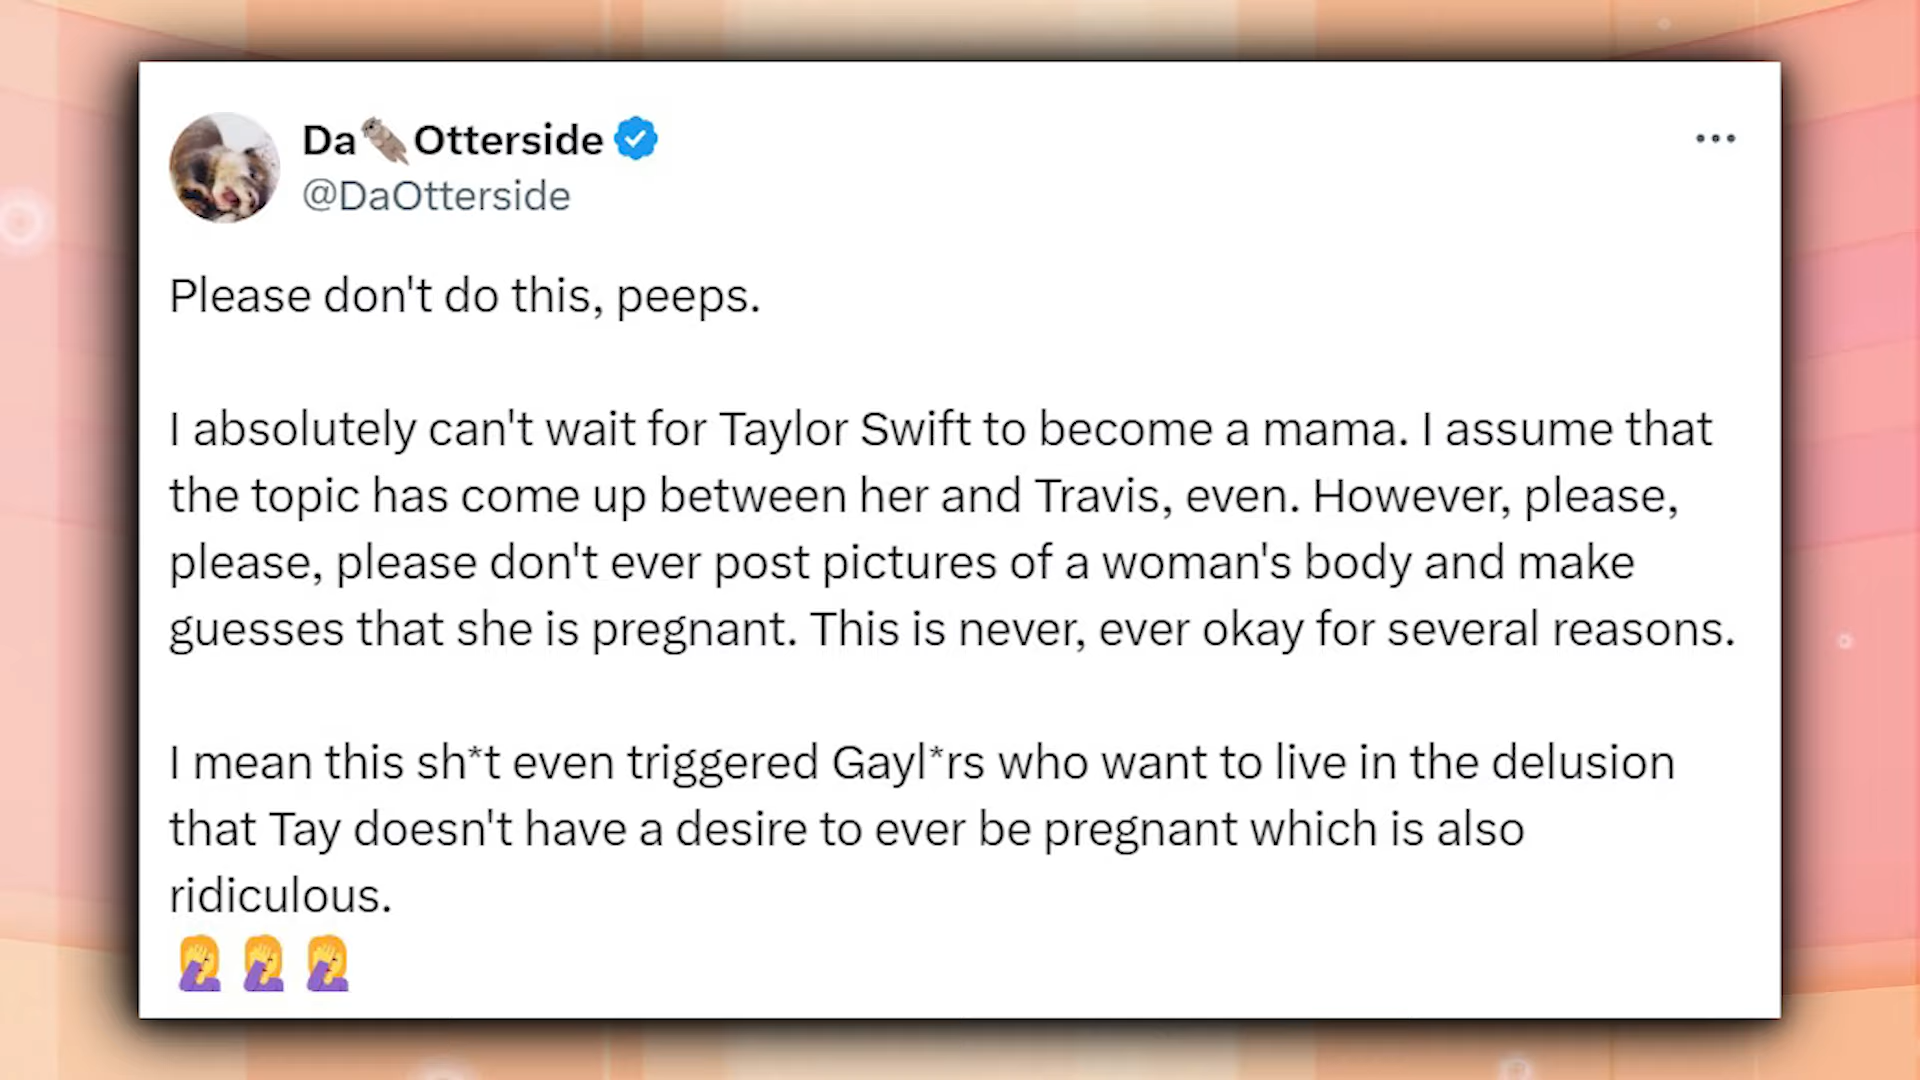 Da🦦Otterside
@DaOtterside
Please don't do this, peeps.
I absolutely can't wait for Taylor Swift to become a mama. I assume that
the topic has come up between her and Travis, even. However, please,
please, please don't ever post pictures of a woman's body and make
guesses that she is pregnant. This is never, ever okay for several reasons.
I mean this sh*t even triggered Gayl*rs who want to live in the delusion
that Tay doesn't have a desire to ever be pregnant which is also
ridiculous.
🤦‍♀️🤦‍♀️🤦‍♀️